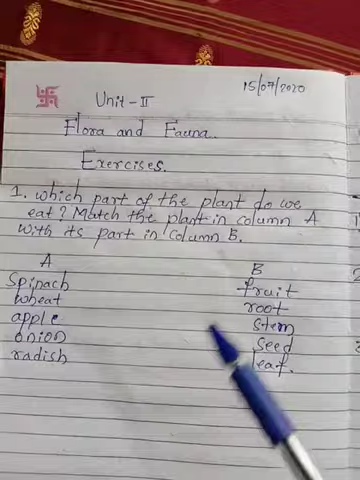 15/07/2020
Unit-II
Flora and Fauna.
Exercises.
1. which part of the plant do we
eat? Match the plant in column A
with its part in column B.
A B
Spinach fruit
wheat root
apple stem
onion seed
radish leaf.